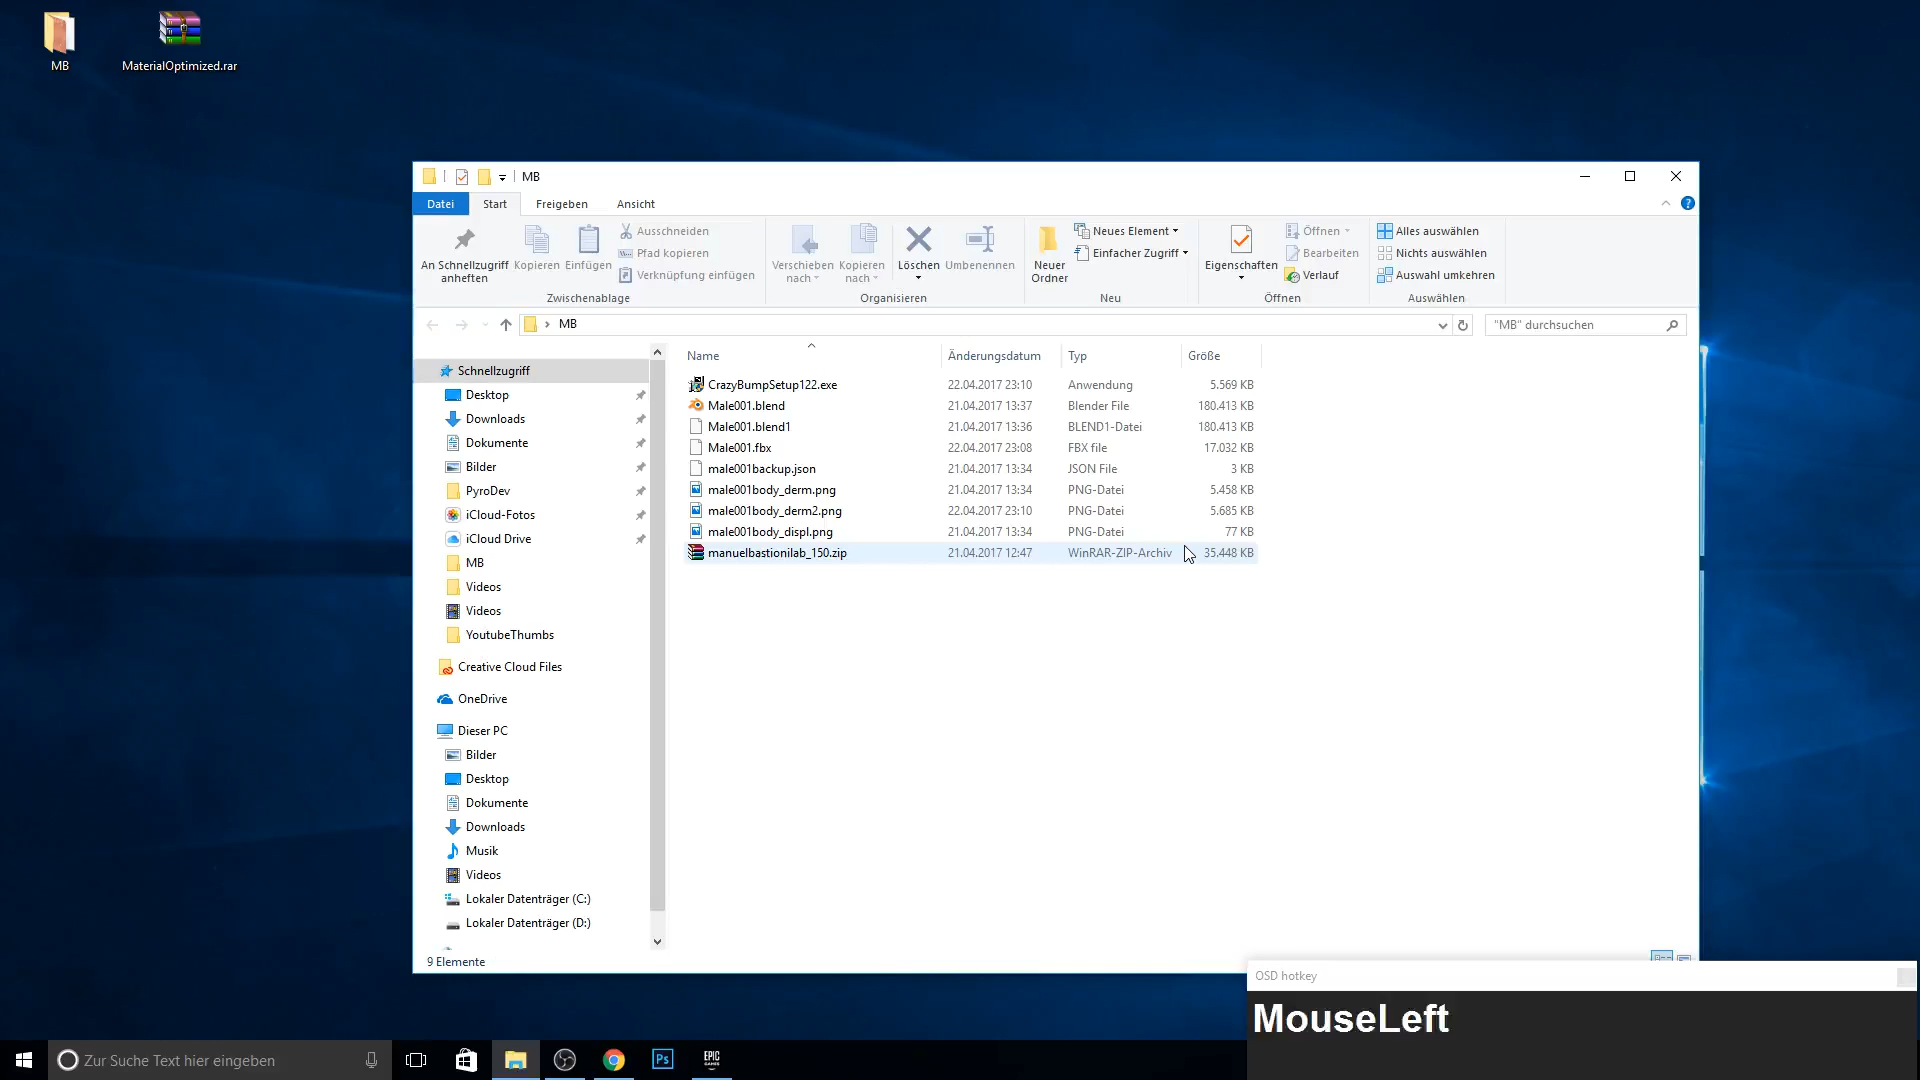 MB
MaterialOptimized.rar
MB
Datei Start Freigeben Ansicht
An Schnellzugriff
anheften
Kopieren
Einfügen
Ausschneiden
Pfad kopieren
Verknüpfung einfügen
Zwischenablage
Verschieben
nach
Kopieren
nach
Löschen
Umbenennen
Organisieren
Neuer
Ordner
Neues Element
Einfacher Zugriff
Neu
Eigenschaften
Öffnen
Bearbeiten
Verlauf
Öffnen
Alles auswählen
Nichts auswählen
Auswahl umkehren
Auswählen
MB
"MB" durchsuchen
Schnellzugriff
Desktop
Downloads
Dokumente
Bilder
PyroDev
iCloud-Fotos
iCloud Drive
MB
Videos
Videos
YoutubeThumbs
Creative Cloud Files
OneDrive
Dieser PC
Bilder
Desktop
Dokumente
Downloads
Musik
Videos
Lokaler Datenträger (C:)
Lokaler Datenträger (D:)
Name Änderungsdatum Typ Größe
CrazyBumpSetup122.exe 22.04.2017 23:10 Anwendung 5.569 KB
Male001.blend 21.04.2017 13:37 Blender File 180.413 KB
Male001.blend1 21.04.2017 13:36 BLEND1-Datei 180.413 KB
Male001.fbx 22.04.2017 23:08 FBX file 17.032 KB
male001backup.json 21.04.2017 13:34 JSON File 3 KB
male001body_derm.png 21.04.2017 13:34 PNG-Datei 5.458 KB
male001body_derm2.png 22.04.2017 23:10 PNG-Datei 5.685 KB
male001body_displ.png 21.04.2017 13:34 PNG-Datei 77 KB
manuelbastionilab_150.zip 21.04.2017 12:47 WinRAR-ZIP-Archiv 35.448 KB
9 Elemente
OSD hotkey
MouseLeft
Zur Suche Text hier eingeben
Ps
EPIC
GAMES